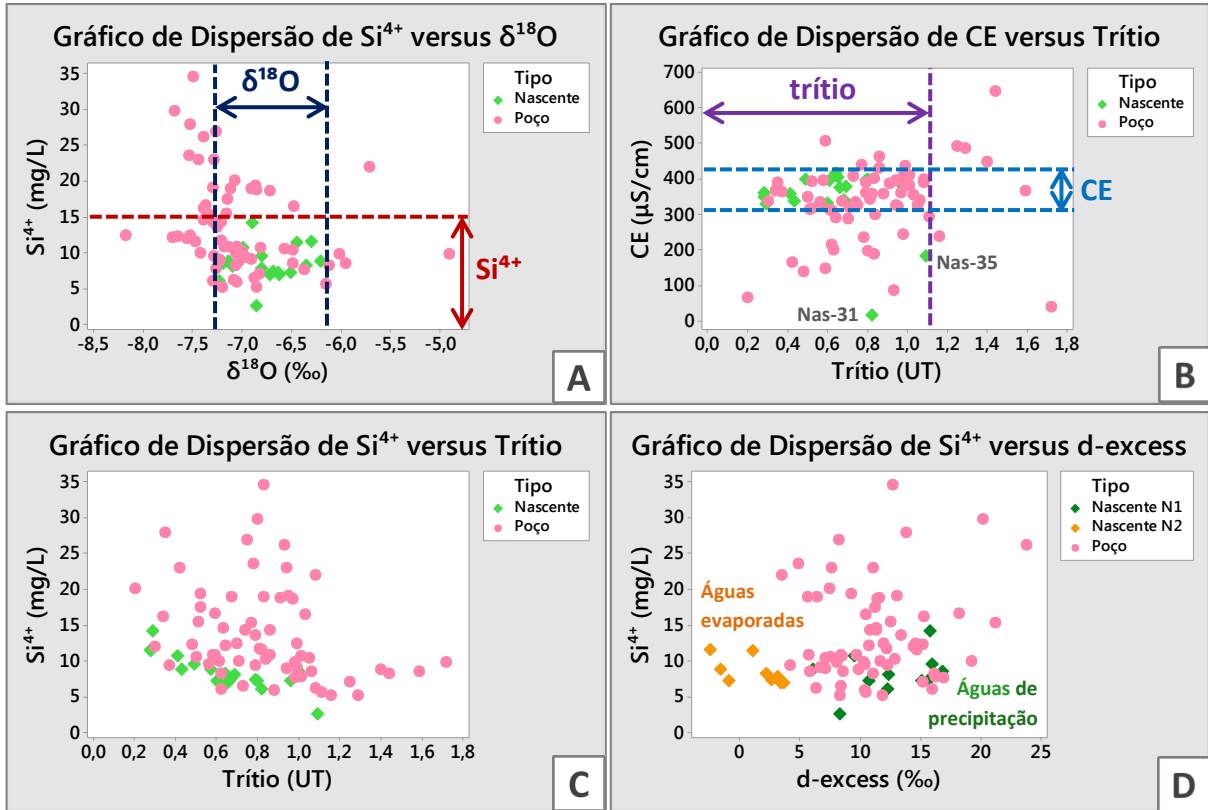 Gráfico de Dispersão de Si⁴⁺ versus δ¹⁸O
Si⁴⁺ (mg/L)
35
30
25
20
15
10
5
0
-8,5 -8,0 -7,5 -7,0 -6,5 -6,0 -5,5 -5,0
δ¹⁸O (‰)
δ¹⁸O
Si⁴⁺
Tipo
Nascente
Poço
A
Gráfico de Dispersão de CE versus Trítio
CE (µS/cm)
700
600
500
400
300
200
100
0
0,0 0,2 0,4 0,6 0,8 1,0 1,2 1,4 1,6 1,8
Trítio (UT)
trítio
CE
Nas-35
Nas-31
Tipo
Nascente
Poço
B
Gráfico de Dispersão de Si⁴⁺ versus Trítio
Si⁴⁺ (mg/L)
35
30
25
20
15
10
5
0
0,0 0,2 0,4 0,6 0,8 1,0 1,2 1,4 1,6 1,8
Trítio (UT)
Tipo
Nascente
Poço
C
Gráfico de Dispersão de Si⁴⁺ versus d-excess
Si⁴⁺ (mg/L)
35
30
25
20
15
10
5
0
0 5 10 15 20 25
d-excess (‰)
Águas
evaporadas
Águas de
precipitação
Tipo
Nascente N1
Nascente N2
Poço
D